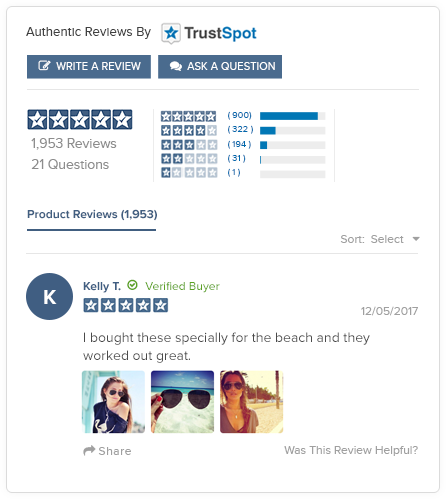 Authentic Reviews By TrustSpot
WRITE A REVIEW ASK A QUESTION
1,953 Reviews
21 Questions
(900)
(322)
(194)
(31)
(1)
Product Reviews (1,953)
Sort: Select
K
Kelly T. Verified Buyer
12/05/2017
I bought these specially for the beach and they
worked out great.
Share
Was This Review Helpful?